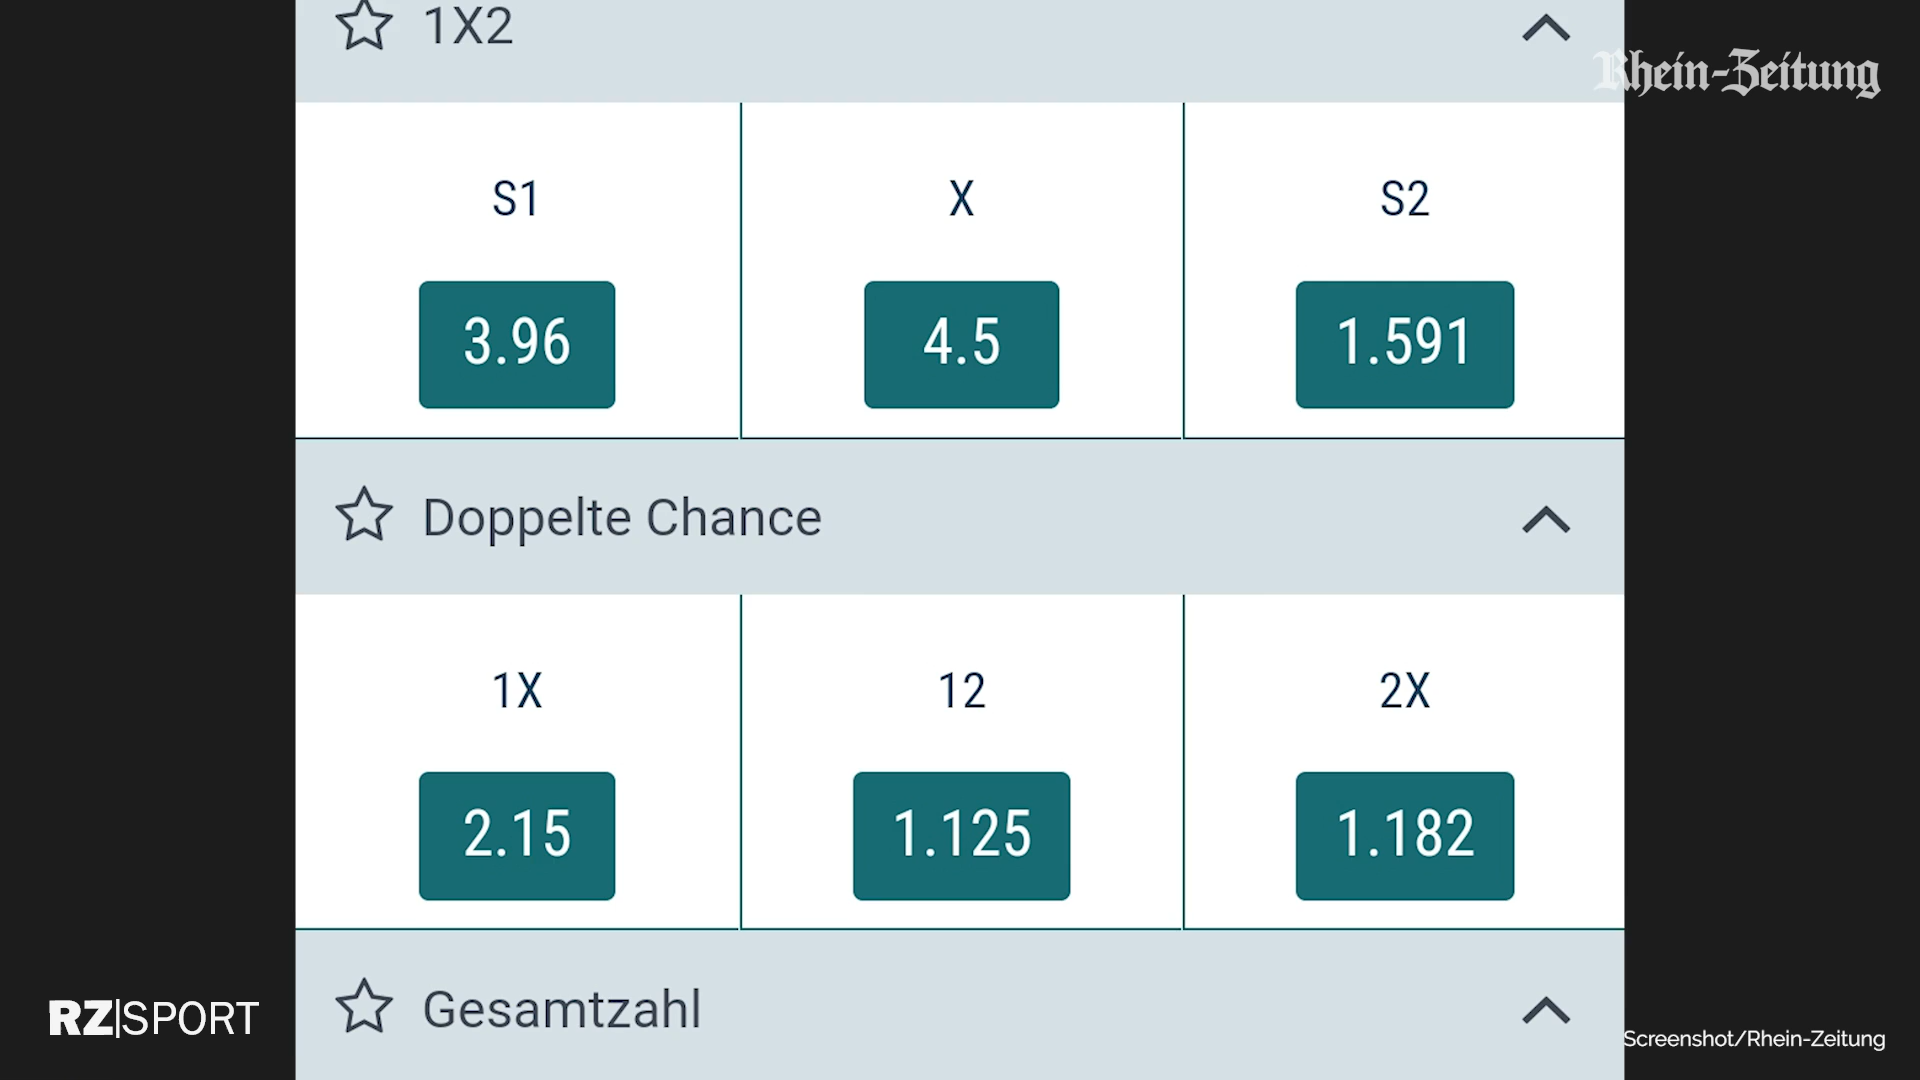 1X2
Rhein-Zeitung
S1 X S2
3.96 4.5 1.591
Doppelte Chance
1X 12 2X
2.15 1.125 1.182
Gesamtzahl
RZ|SPORT
Screenshot/Rhein-Zeitung